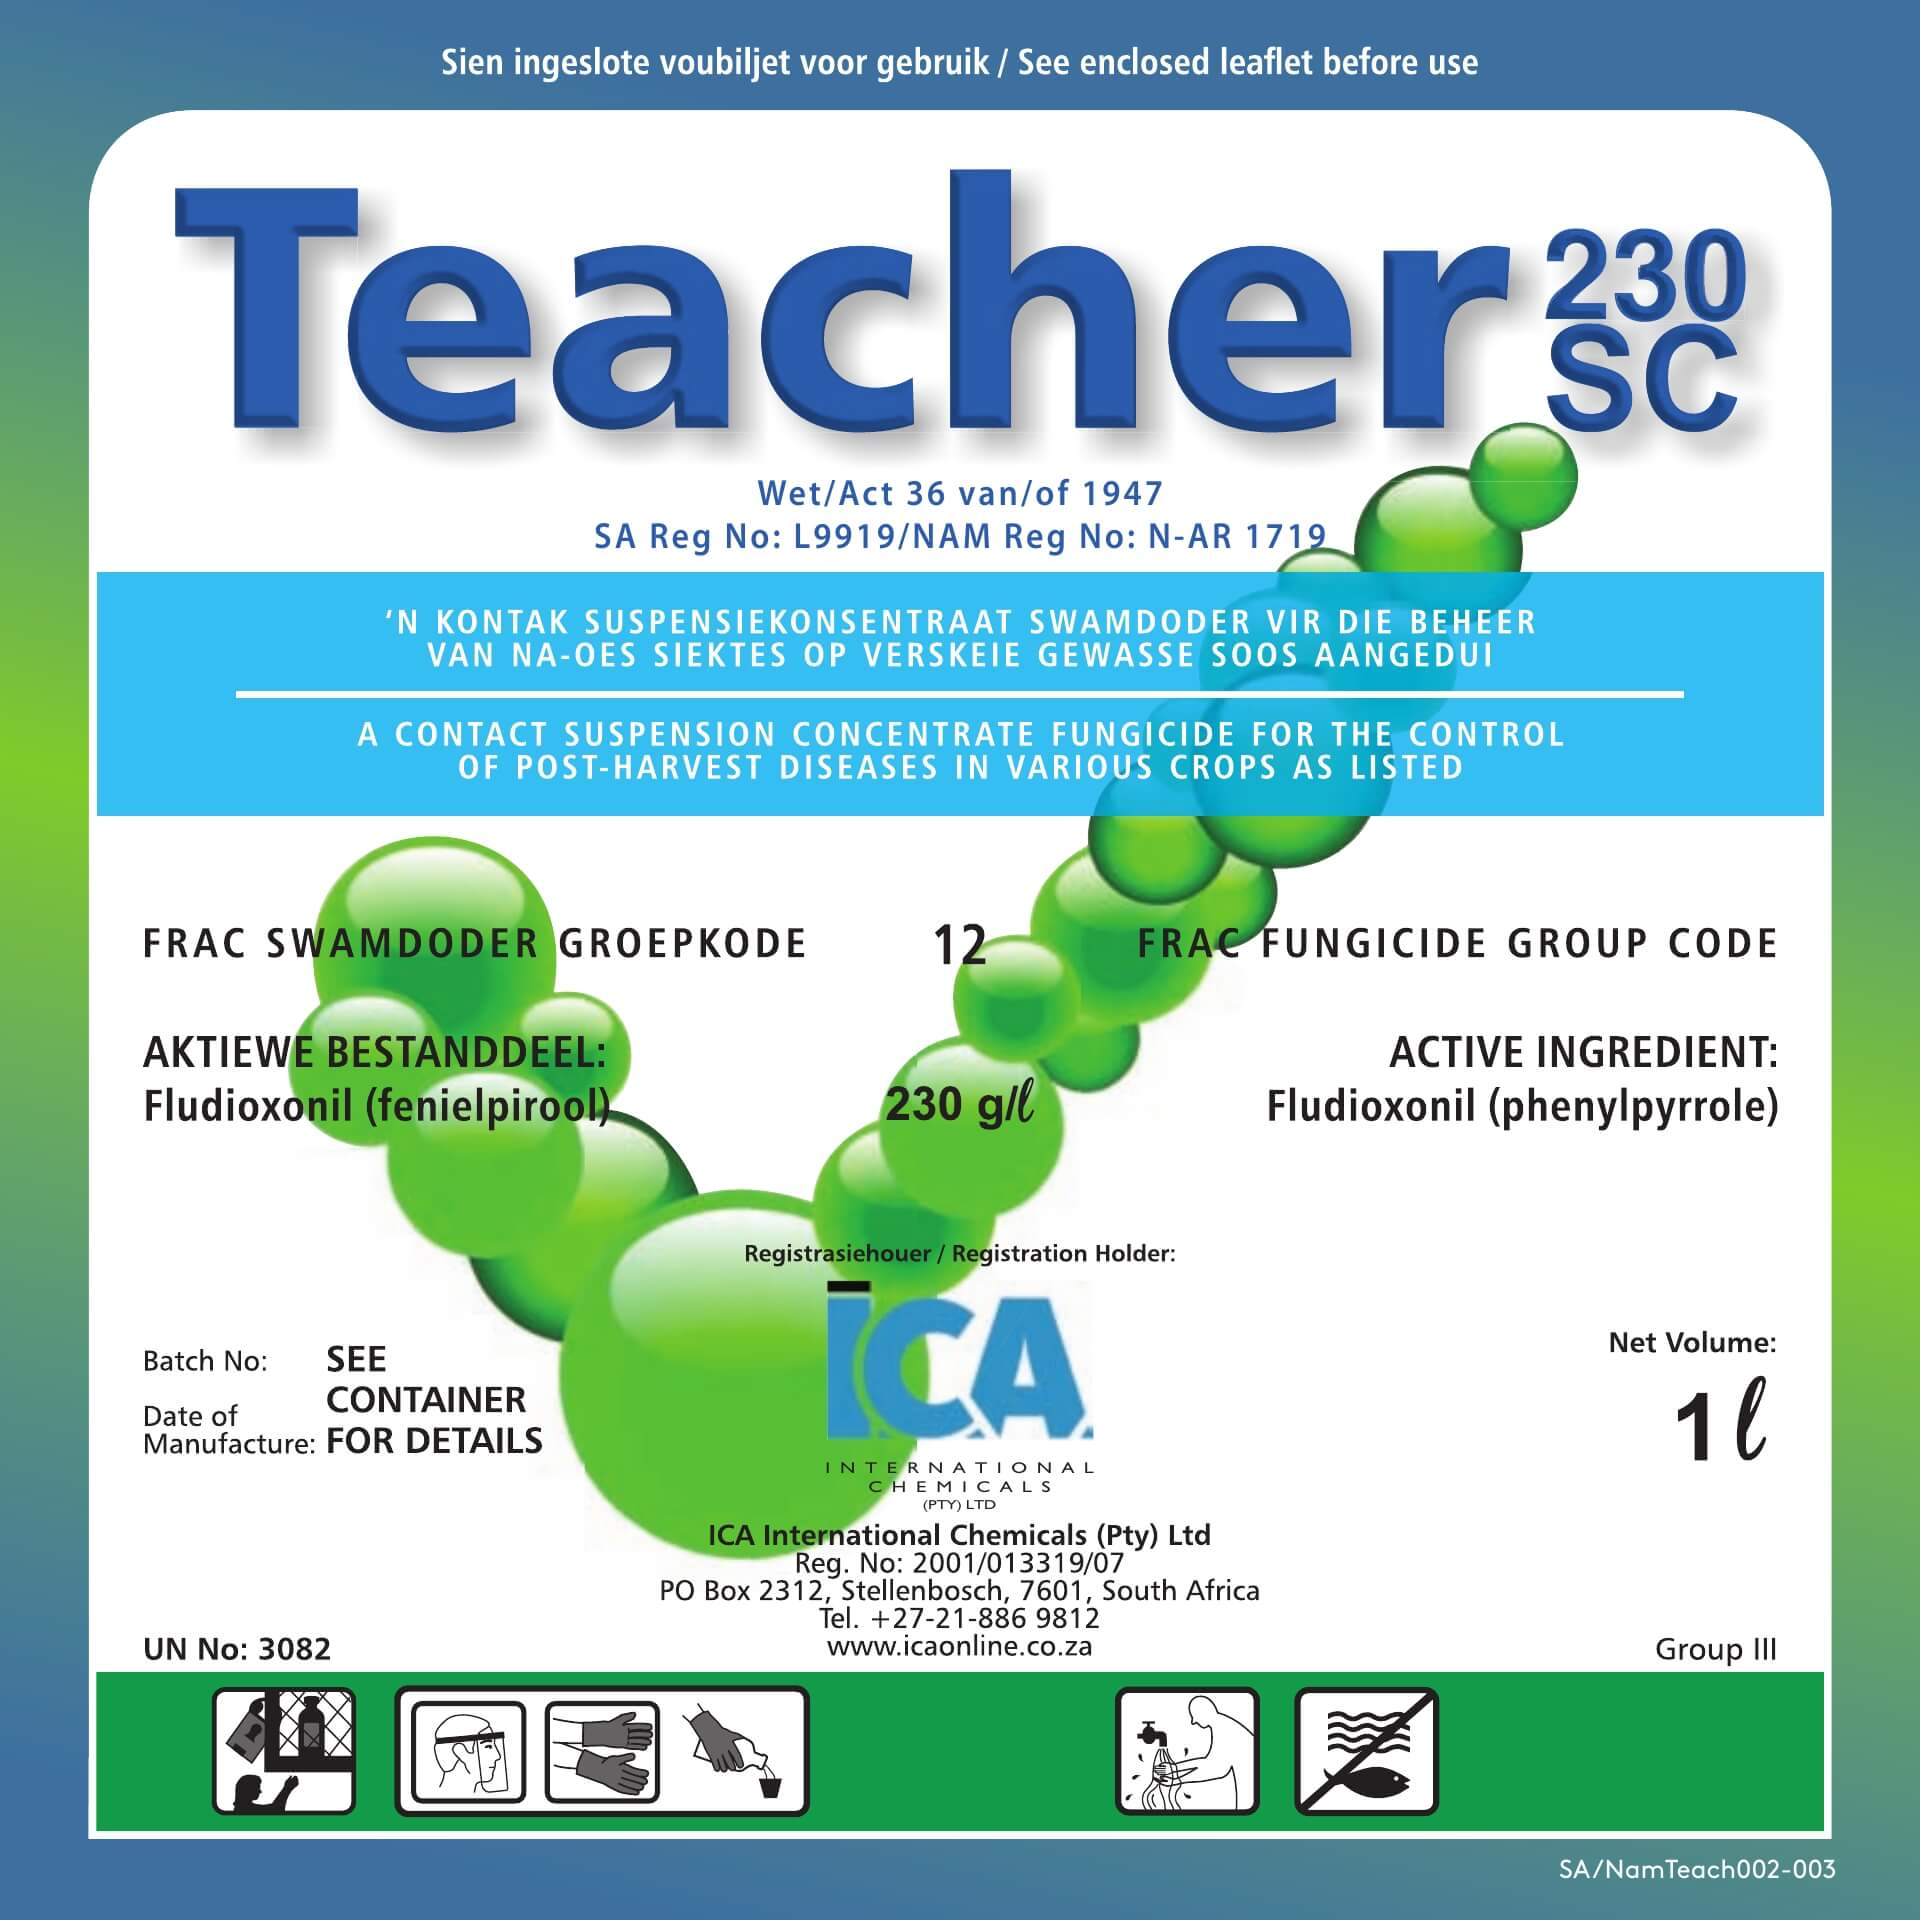 Sien ingeslote voubiljet voor gebruik / See enclosed leaflet before use
Teacher 230 SC
Wet/Act 36 van/of 1947
SA Reg No: L9919/NAM Reg No: N-AR 1719
'N KONTAK SUSPENSIEKONSENTRAAT SWAMDODER VIR DIE BEHEER
VAN NA-OES SIEKTES OP VERSKEIE GEWASSE SOOS AANGEDUI
A CONTACT SUSPENSION CONCENTRATE FUNGICIDE FOR THE CONTROL
OF POST-HARVEST DISEASES IN VARIOUS CROPS AS LISTED
FRAC SWAMDODER GROEPKODE 12 FRAC FUNGICIDE GROUP CODE
AKTIEWE BESTANDDEEL: ACTIVE INGREDIENT:
Fludioxonil (fenielpirool) 230 g/ℓ Fludioxonil (phenylpyrrole)
Registrasiehouer / Registration Holder:
ICA
INTERNATIONAL
CHEMICALS
(PTY) LTD
Batch No: SEE
CONTAINER
Date of
Manufacture: FOR DETAILS
Net Volume:
1 ℓ
ICA International Chemicals (Pty) Ltd
Reg. No: 2001/013319/07
PO Box 2312, Stellenbosch, 7601, South Africa
Tel. +27-21-886 9812
www.icaonline.co.za
UN No: 3082
Group III
SA/NamTeach002-003